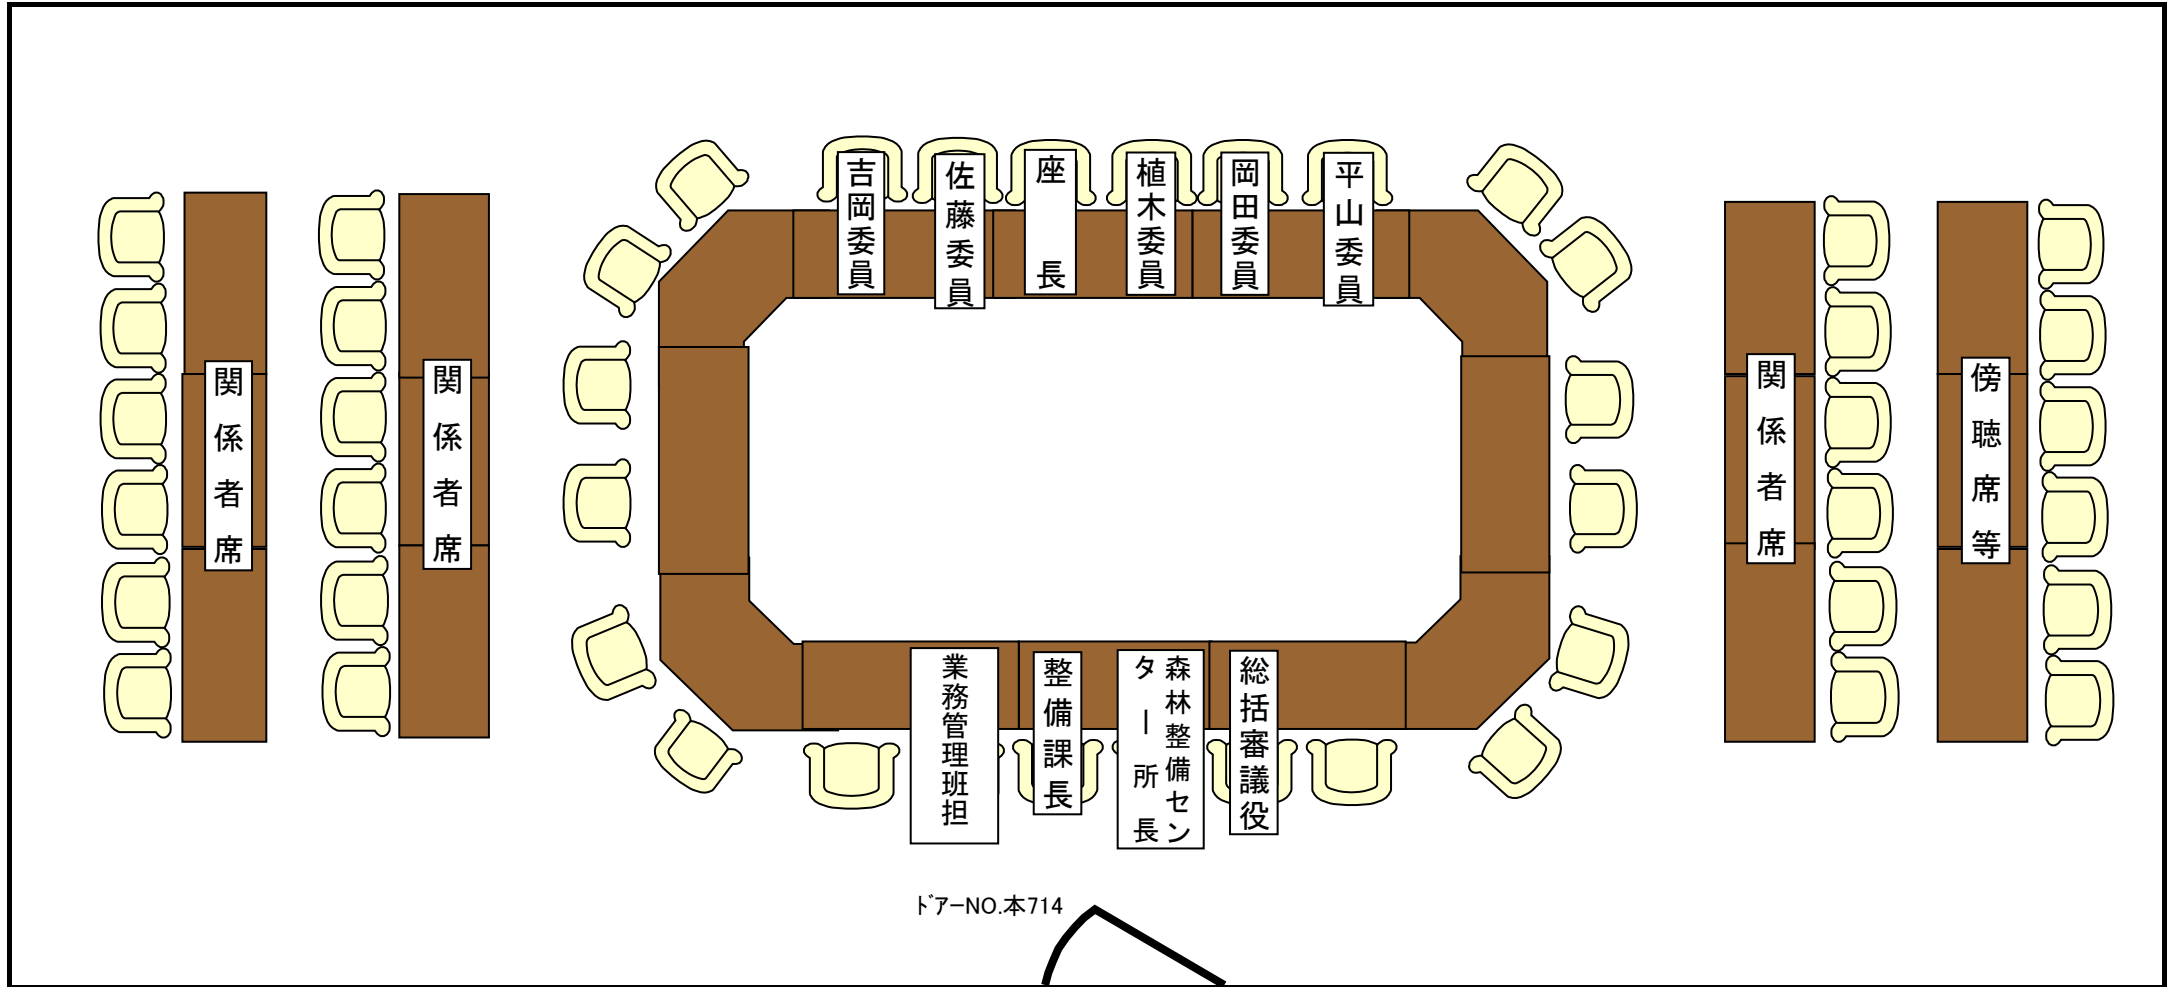 吉岡委員
佐藤委員
座長
植木委員
岡田委員
平山委員
関係者席
関係者席
関係者席
傍聴席等
業務管理班担
整備課長
森林整備セン
ター所長
総括審議役
ﾄﾞｱｰNO.本714